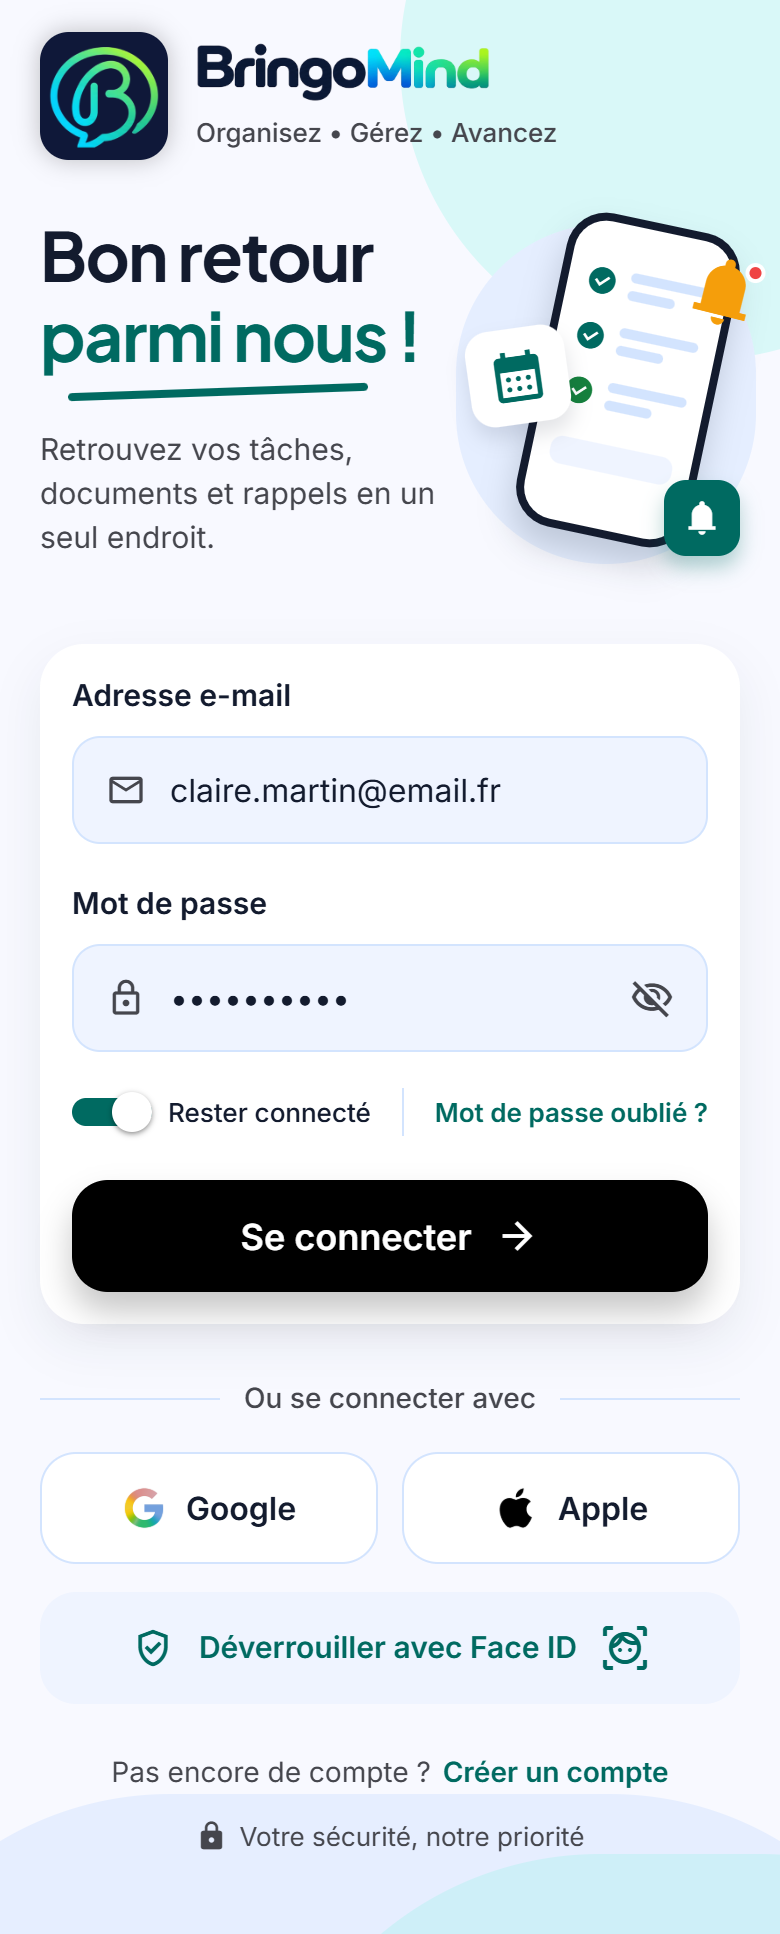 BringoMind
Organisez • Gérez • Avancez
Bon retour
parmi nous !
Retrouvez vos tâches,
documents et rappels en un
seul endroit.
Adresse e-mail
claire.martin@email.fr
Mot de passe
••••••••••
Rester connecté
Mot de passe oublié ?
Se connecter →
Ou se connecter avec
Google
Apple
Déverrouiller avec Face ID
Pas encore de compte ? Créer un compte
Votre sécurité, notre priorité